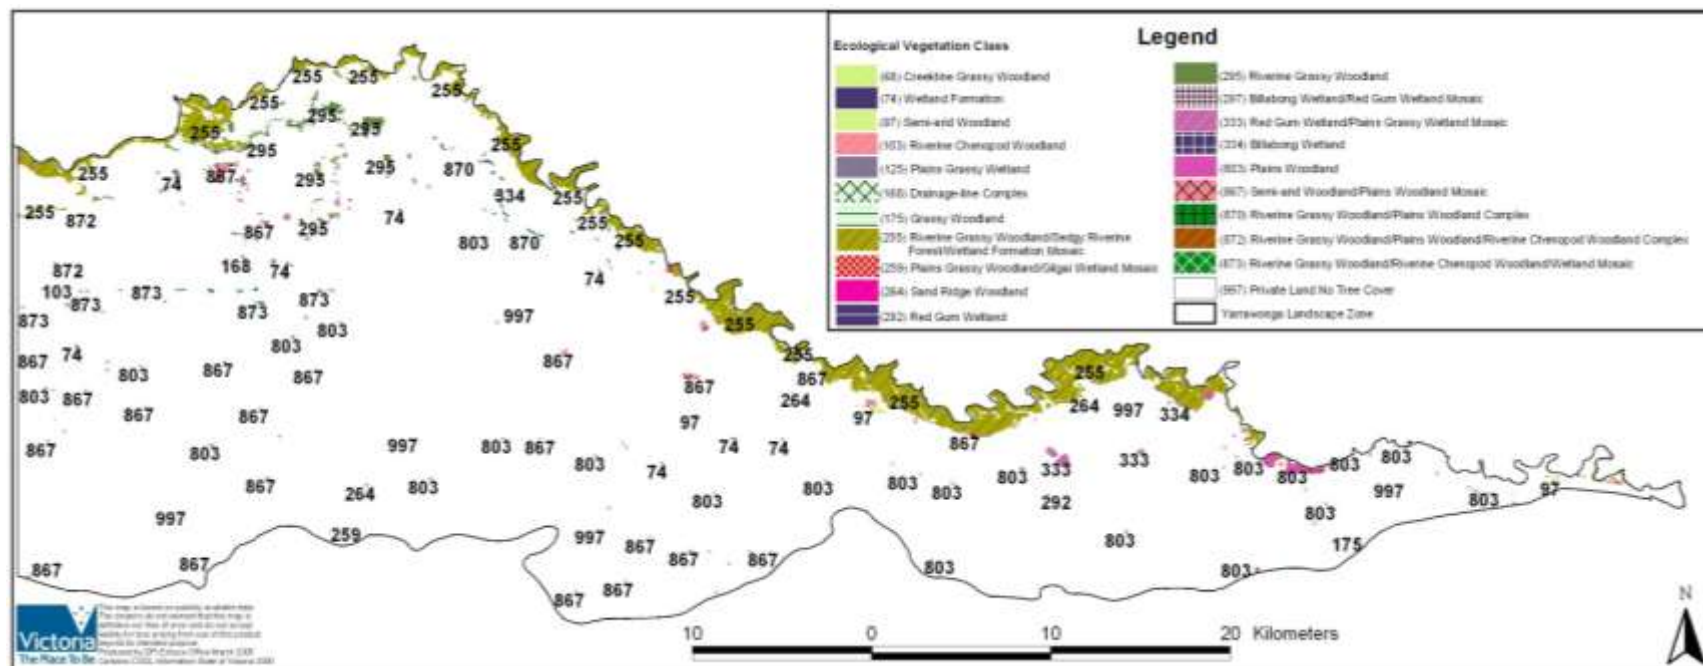 Legend
Ecological Vegetation Class
(68) Creekline Grassy Woodland
(74) Wetland Formation
(97) Semi-arid Woodland
(103) Riverine Chenopod Woodland
(125) Plains Grassy Wetland
(168) Drainage-line Complex
(175) Grassy Woodland
(255) Riverine Grassy Woodland/Sedgy Riverine
Forest/Wetland Formation Mosaic
(259) Plains Grassy Woodland/Gilgai Wetland Mosaic
(264) Sand Ridge Woodland
(292) Red Gum Wetland
(295) Riverine Grassy Woodland
(297) Billabong Wetland/Red Gum Wetland Mosaic
(333) Red Gum Wetland/Plains Grassy Wetland Mosaic
(334) Billabong Wetland
(803) Plains Woodland
(867) Semi-arid Woodland/Plains Woodland Mosaic
(870) Riverine Grassy Woodland/Plains Woodland Complex
(872) Riverine Grassy Woodland/Plains Woodland/Riverine Chenopod Woodland Complex
(873) Riverine Grassy Woodland/Riverine Chenopod Woodland/Wetland Mosaic
(997) Private Land No Tree Cover
Yarrawonga Landscape Zone
255 255
255 255
295
255 295 255
295
295 870
255 74 867 295 334 255
255 872 74 255
867 295 803 870 255
872 168 74 74
103 873 255
873 873 873 997
873 803 803 255
867 74 255
803 867 867 867 867 867 255
803 867 264 264 997 334
867 867 97 97 255
867 803 997 803 867 74 74 867
803 74 333 333 803 803 803 803 803
867 264 803 803 803 803 803 803 997 803 97
292
997 259 997 803 803 175
867 867 867 867 867 803 803
867 867
N
10 0 10 20 Kilometers
Victoria
The Place To Be